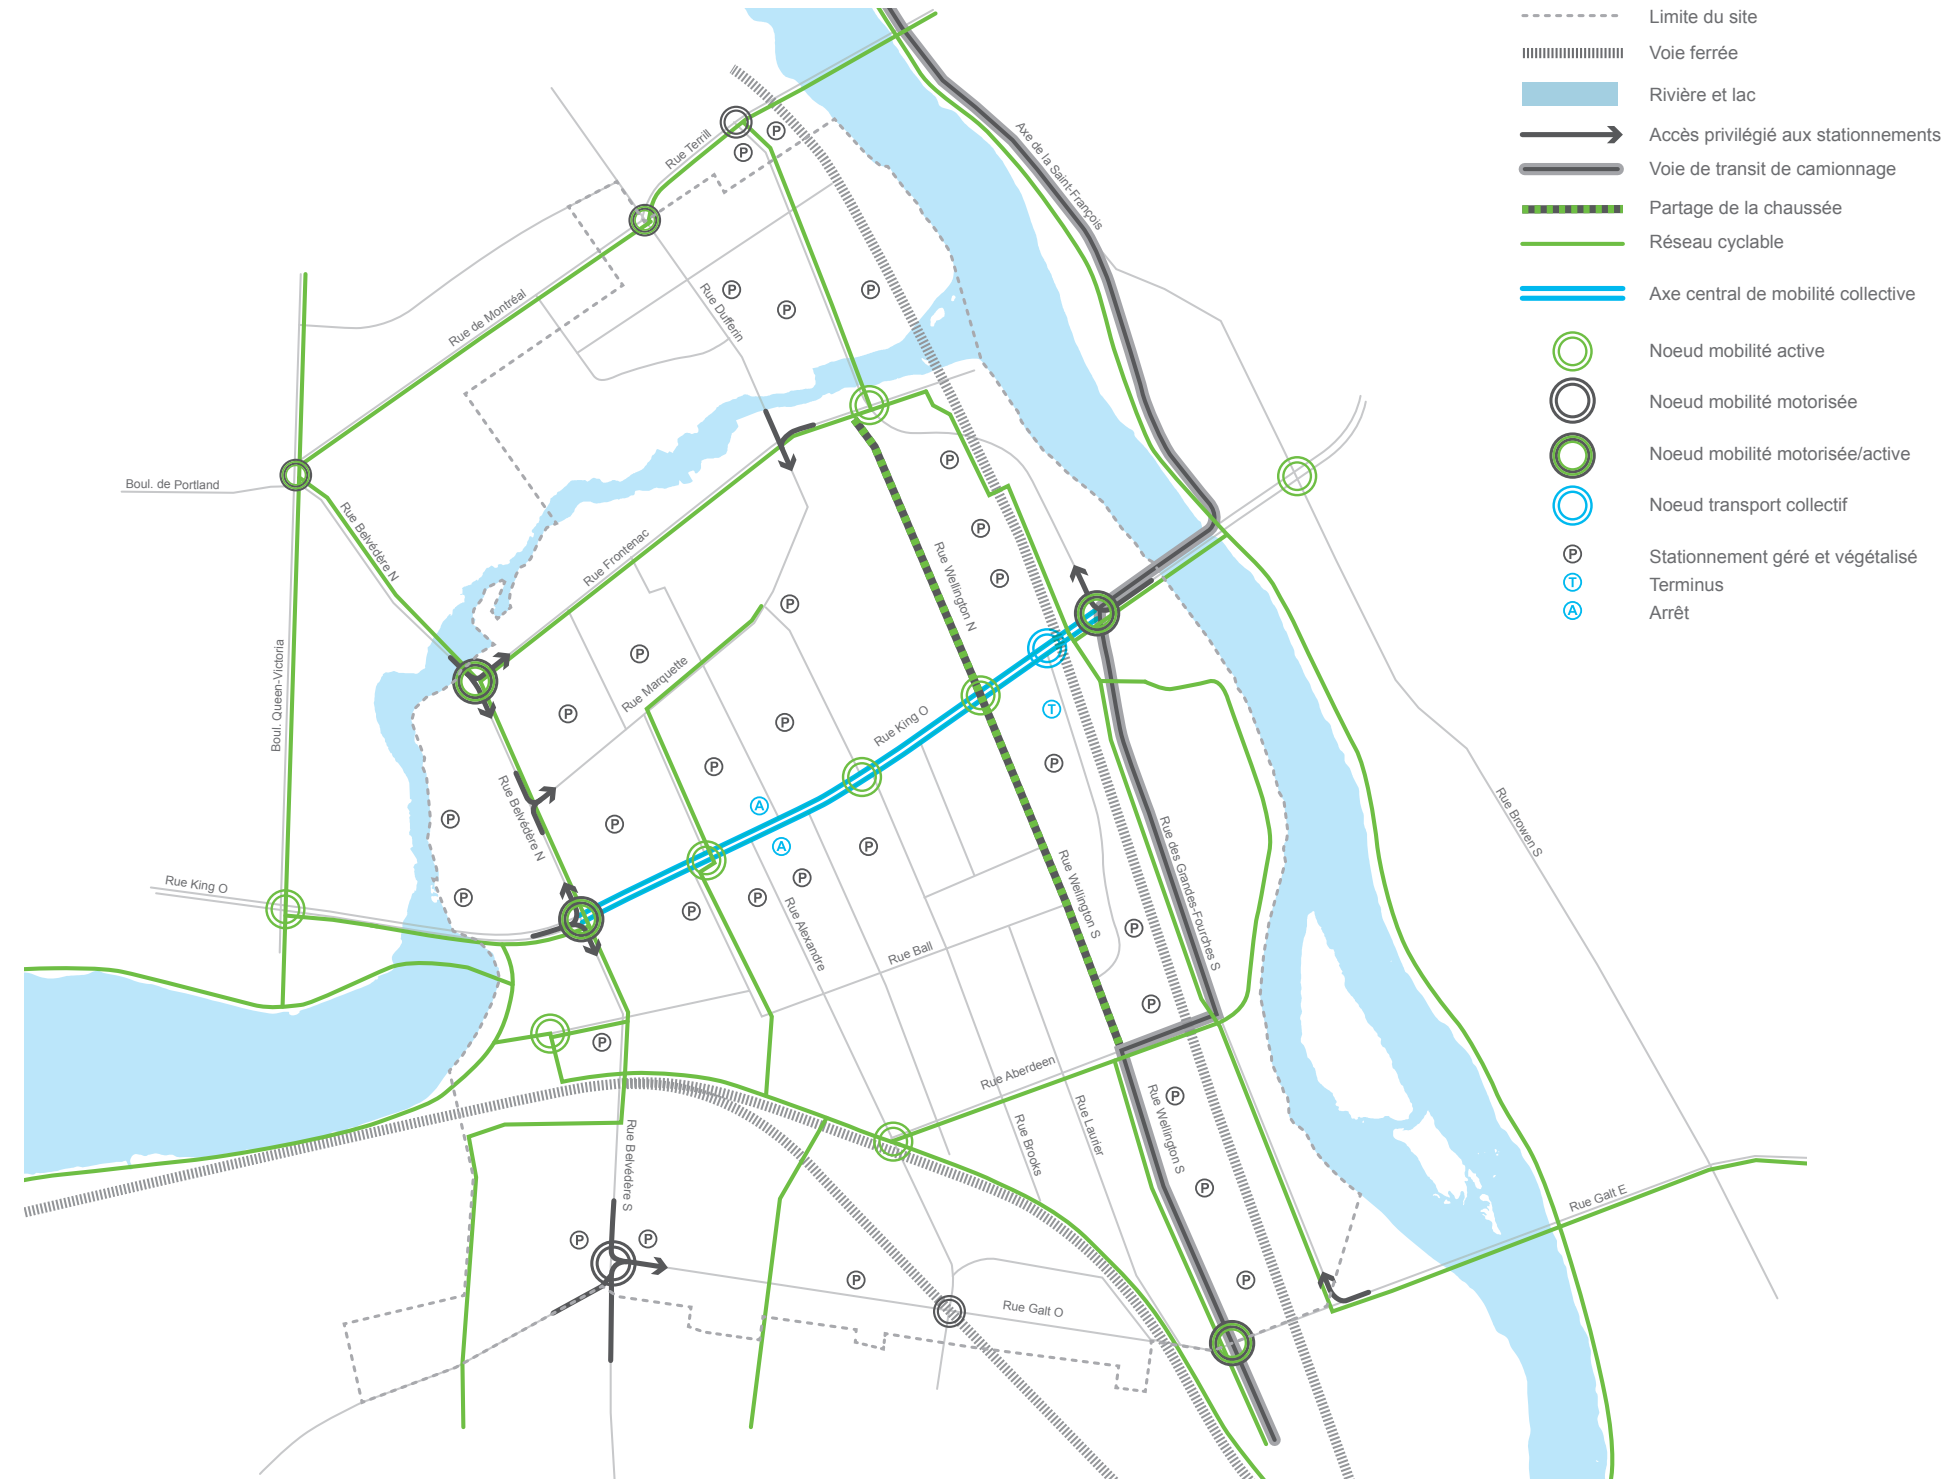 Limite du site
Voie ferrée
Rivière et lac
Accès privilégié aux stationnements
Voie de transit de camionnage
Partage de la chaussée
Réseau cyclable
Axe central de mobilité collective
Noeud mobilité active
Noeud mobilité motorisée
Noeud mobilité motorisée/active
Noeud transport collectif
P Stationnement géré et végétalisé
T Terminus
A Arrêt
Axe de la Saint-François
Rue Terrill
P
P
Rue de Montréal
Rue Dufferin
P
P
P
Boul. de Portland
Rue Belvédère N
Rue Frontenac
P
P
P
Rue Wellington N
P
P
Rue Marquette
Boul. Queen-Victoria
P
P
P
T
Rue King O
P
P
A
A
P
P
P
Rue Belvédère N
Rue Browen S
Rue des Grandes-Fourches S
Rue Wellington S
Rue King O
P
P
P
P
Rue Alexandre
Rue Ball
P
P
P
Rue Aberdeen
Rue Laurier
Rue Brooks
Rue Wellington S
P
P
Rue Belvédère S
Rue Galt E
P
P
P
P
Rue Galt O